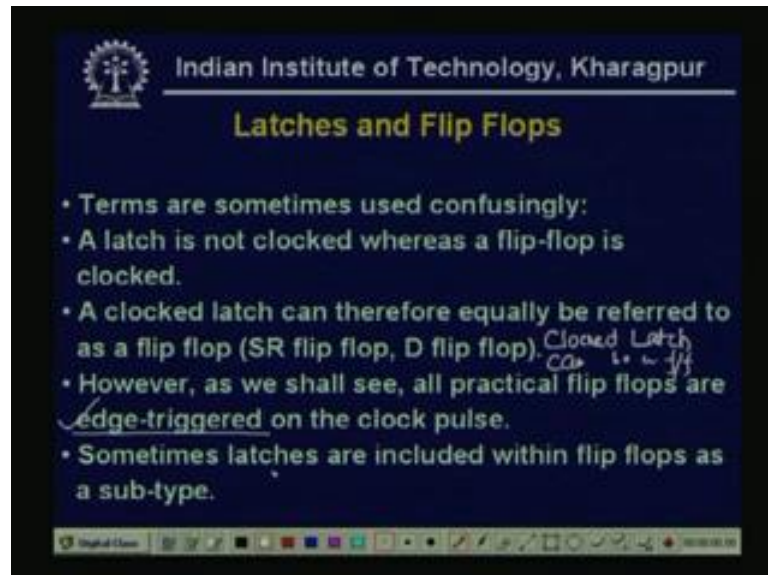 Indian Institute of Technology, Kharagpur
Latches and Flip Flops
• Terms are sometimes used confusingly:
• A latch is not clocked whereas a flip-flop is
clocked.
• A clocked latch can therefore equally be referred to
as a flip flop (SR flip flop, D flip flop). Clocked Latch
can be f/f
• However, as we shall see, all practical flip flops are
edge-triggered on the clock pulse.
• Sometimes latches are included within flip flops as
a sub-type.